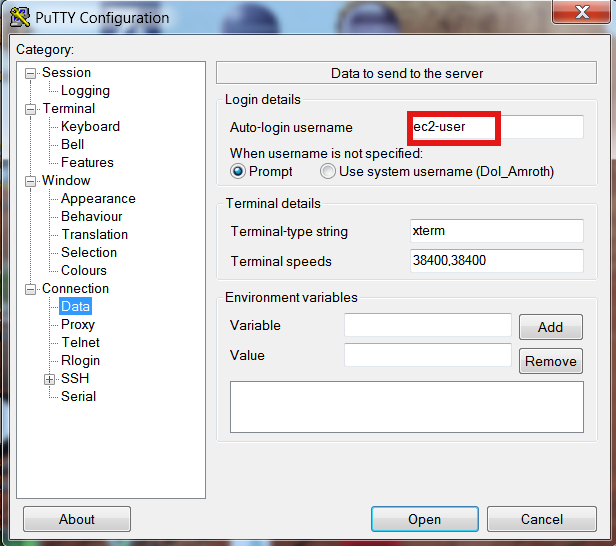 PuTTY Configuration
X
Category:
Session
Logging
Terminal
Keyboard
Bell
Features
Window
Appearance
Behaviour
Translation
Selection
Colours
Connection
Data
Proxy
Telnet
Rlogin
SSH
Serial
Data to send to the server
Login details
Auto-login username ec2-user
When username is not specified:
Prompt Use system username (Dol_Amroth)
Terminal details
Terminal-type string xterm
Terminal speeds 38400,38400
Environment variables
Variable Add
Value Remove
About Open Cancel